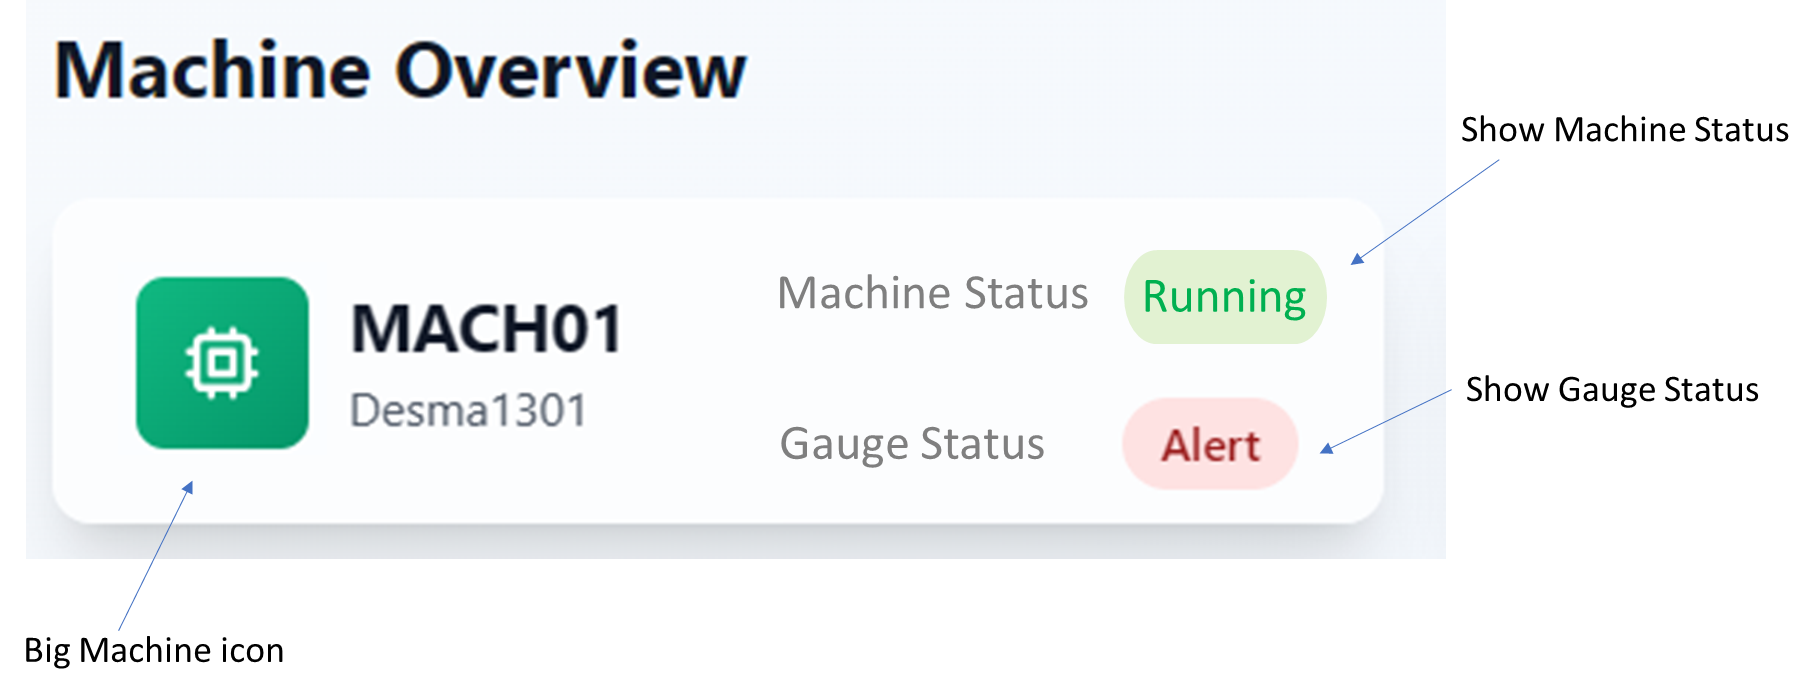 Machine Overview
Show Machine Status
Machine Status Running
MACH01
Desma1301
Show Gauge Status
Gauge Status Alert
Big Machine icon